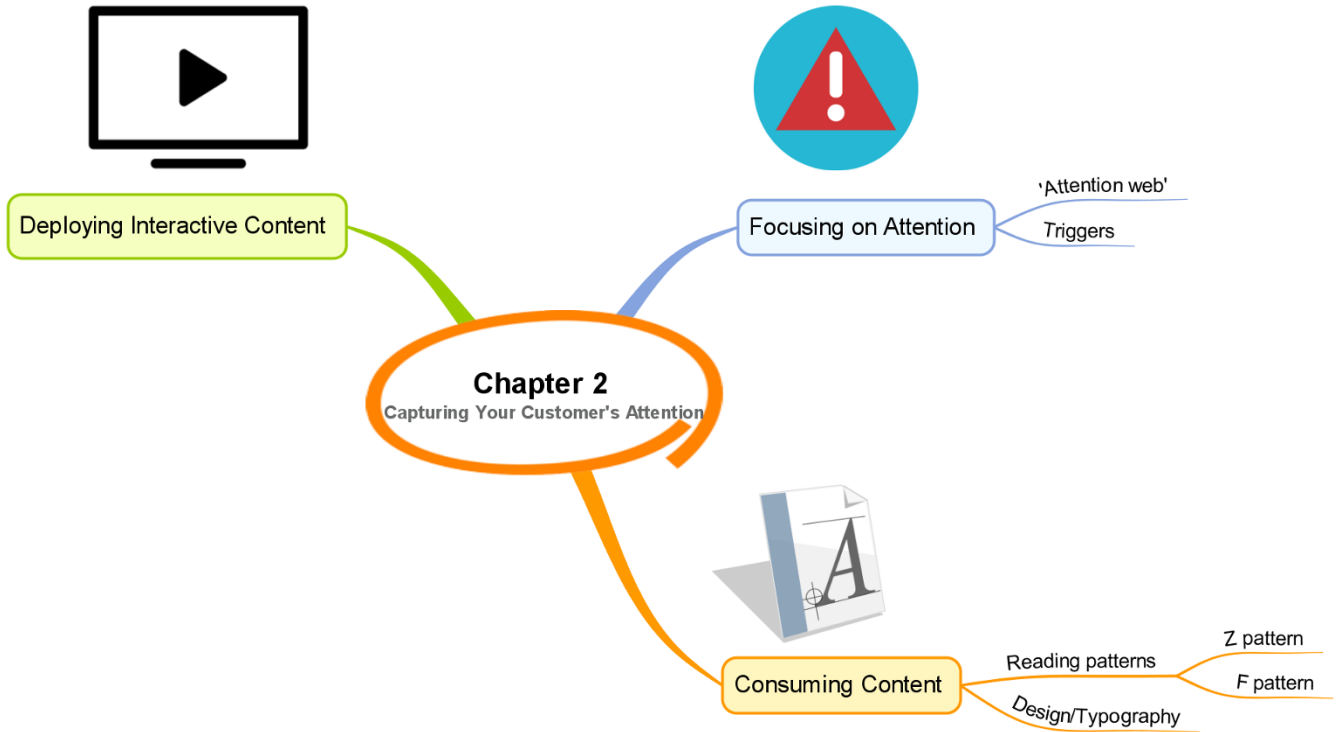 Deploying Interactive Content
Focusing on Attention
'Attention web'
Triggers
Chapter 2
Capturing Your Customer's Attention
A
Consuming Content
Reading patterns
Z pattern
F pattern
Design/Typography